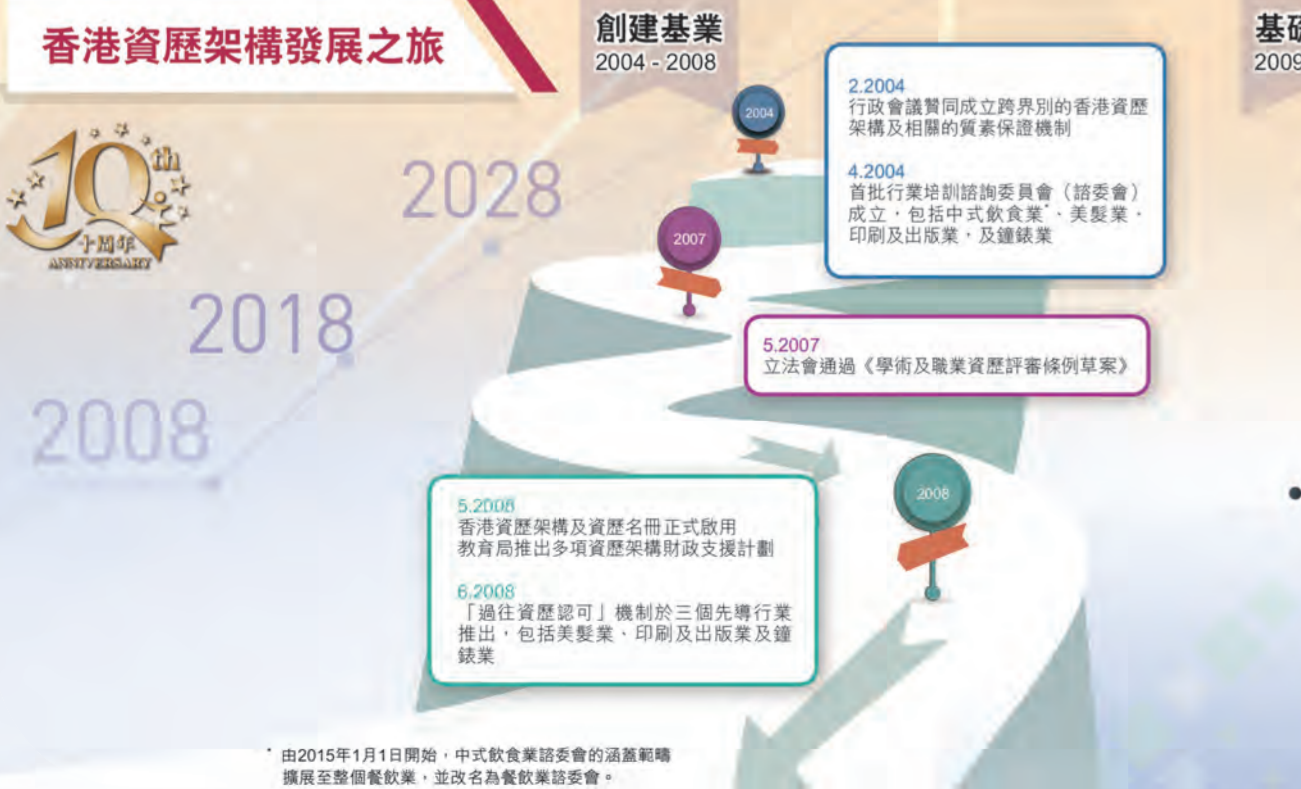 香港資歷架構發展之旅
創建基業
2004 - 2008
基
2009
10th
十周年
ANNIVERSARY
2028
2018
2008
2004
2.2004
行政會議贊同成立跨界別的香港資歷
架構及相關的質素保證機制
4.2004
首批行業培訓諮詢委員會（諮委會）
成立，包括中式飲食業*、美髮業、
印刷及出版業，及鐘錶業
2007
5.2007
立法會通過《學術及職業資歷評審條例草案》
2008
5.2008
香港資歷架構及資歷名冊正式啟用
教育局推出多項資歷架構財政支援計劃
6.2008
「過往資歷認可」機制於三個先導行業
推出，包括美髮業、印刷及出版業及鐘
錶業
* 由2015年1月1日開始，中式飲食業諮委會的涵蓋範疇
擴展至整個餐飲業，並改名為餐飲業諮委會。